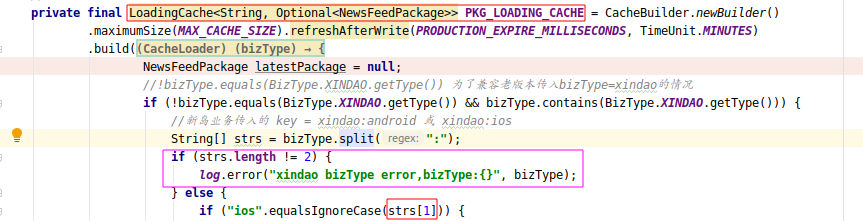 private final LoadingCache<String, Optional<NewsFeedPackage>> PKG_LOADING_CACHE = CacheBuilder.newBuilder()
.maximumSize(MAX_CACHE_SIZE).refreshAfterWrite(PRODUCTION_EXPIRE_MILLISECONDS, TimeUnit.MINUTES)
.build((CacheLoader) (bizType) → {
NewsFeedPackage latestPackage = null;
//!bizType.equals(BizType.XINDAO.getType()) 为了兼容老版本传入bizType=xindao的情况
if (!bizType.equals(BizType.XINDAO.getType()) && bizType.contains(BizType.XINDAO.getType())) {
//新岛业务传入的 key = xindao:android 或 xindao:ios
String[] strs = bizType.split( regex: ":");
if (strs.length != 2) {
log.error("xindao bizType error,bizType:{}", bizType);
} else {
if ("ios".equalsIgnoreCase(strs[1])) {